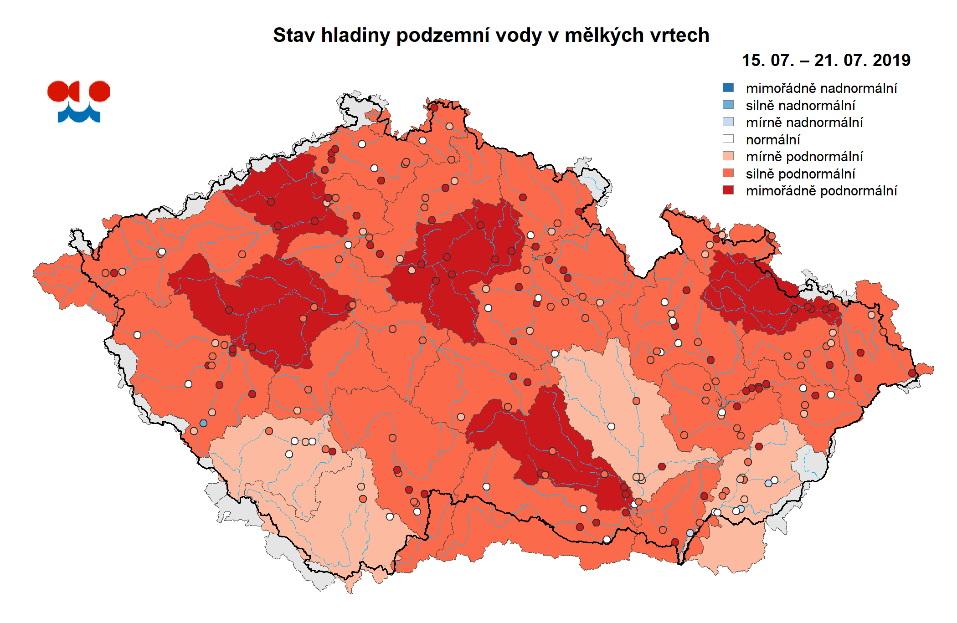 Stav hladiny podzemní vody v mělkých vrtech
15. 07. – 21. 07. 2019
mimořádně nadnormální
silně nadnormální
mírně nadnormální
normální
mírně podnormální
silně podnormální
mimořádně podnormální